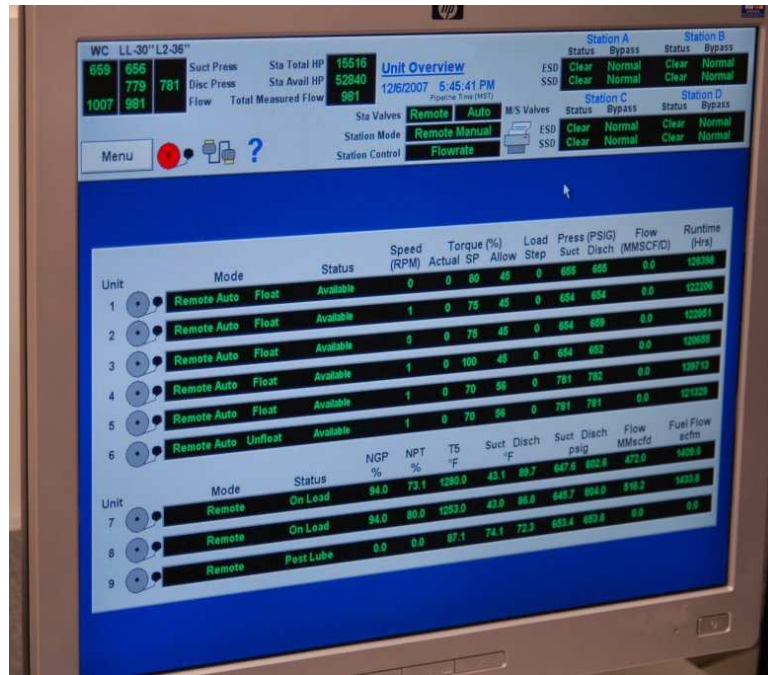 hp
WC LL-30" L2-36"
659 656 Suct Press Sta Total HP 15516
779 781 Disc Press Sta Avail HP 52840
1007 981 Flow Total Measured Flow 981
Unit Overview
12/6/2007 5:45:41 PM
Pipeline Time (MST)
Sta Valves Remote Auto M/S Valves
Station Mode Remote Manual
Station Control Flowrate
Station A Station B
Status Bypass Status Bypass
ESD Clear Normal Clear Normal
SSD Clear Normal Clear Normal
Station C Station D
Status Bypass Status Bypass
ESD Clear Normal Clear Normal
SSD Clear Normal Clear Normal
Menu ?
Unit Mode Status Speed (RPM) Torque (%) Actual SP Allow Load Step Press (PSIG) Suct Disch Flow (MMSCF/D) Runtime (Hrs)
1 Remote Auto Float Available 0 0 80 45 0 655 655 0.0 128398
2 Remote Auto Float Available 1 0 75 45 0 654 654 0.0 122206
3 Remote Auto Float Available 0 0 75 45 0 654 659 0.0 122951
4 Remote Auto Float Available 1 0 100 45 0 654 652 0.0 120655
5 Remote Auto Float Available 1 0 70 56 0 781 782 0.0 139713
6 Remote Auto Unfloat Available 1 0 70 56 0 781 781 0.0 121329
Unit Mode Status NGP % NPT % T5 °F Suct Disch °F Suct Disch psig Flow MMscfd Fuel Flow scfm
7 Remote On Load 94.0 73.1 1280.0 43.1 89.7 647.6 802.6 472.0 1409.6
8 Remote On Load 94.0 80.0 1253.0 43.0 86.8 645.7 804.0 518.2 1433.8
9 Remote Post Lube 0.0 0.0 87.1 74.1 72.3 653.4 653.6 0.0 0.0